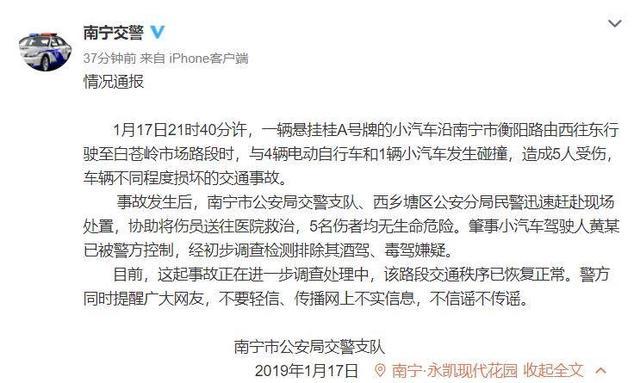 南宁交警
37分钟前 来自 iPhone客户端
情况通报
1月17日21时40分许，一辆悬挂桂A号牌的小汽车沿南宁市衡阳路由西往东行
驶至白苍岭市场路段时，与4辆电动自行车和1辆小汽车发生碰撞，造成5人受伤，
车辆不同程度损坏的交通事故。
事故发生后，南宁市公安局交警支队、西乡塘区公安分局民警迅速赶赴现场
处置，协助将伤员送往医院救治，5名伤者均无生命危险。肇事小汽车驾驶人黄某
已被警方控制，经初步调查检测排除其酒驾、毒驾嫌疑。
目前，这起事故正在进一步调查处理中，该路段交通秩序已恢复正常。警方
同时提醒广大网友，不要轻信、传播网上不实信息，不信谣不传谣。
南宁市公安局交警支队
2019年1月17日 南宁·永凯现代花园 收起全文